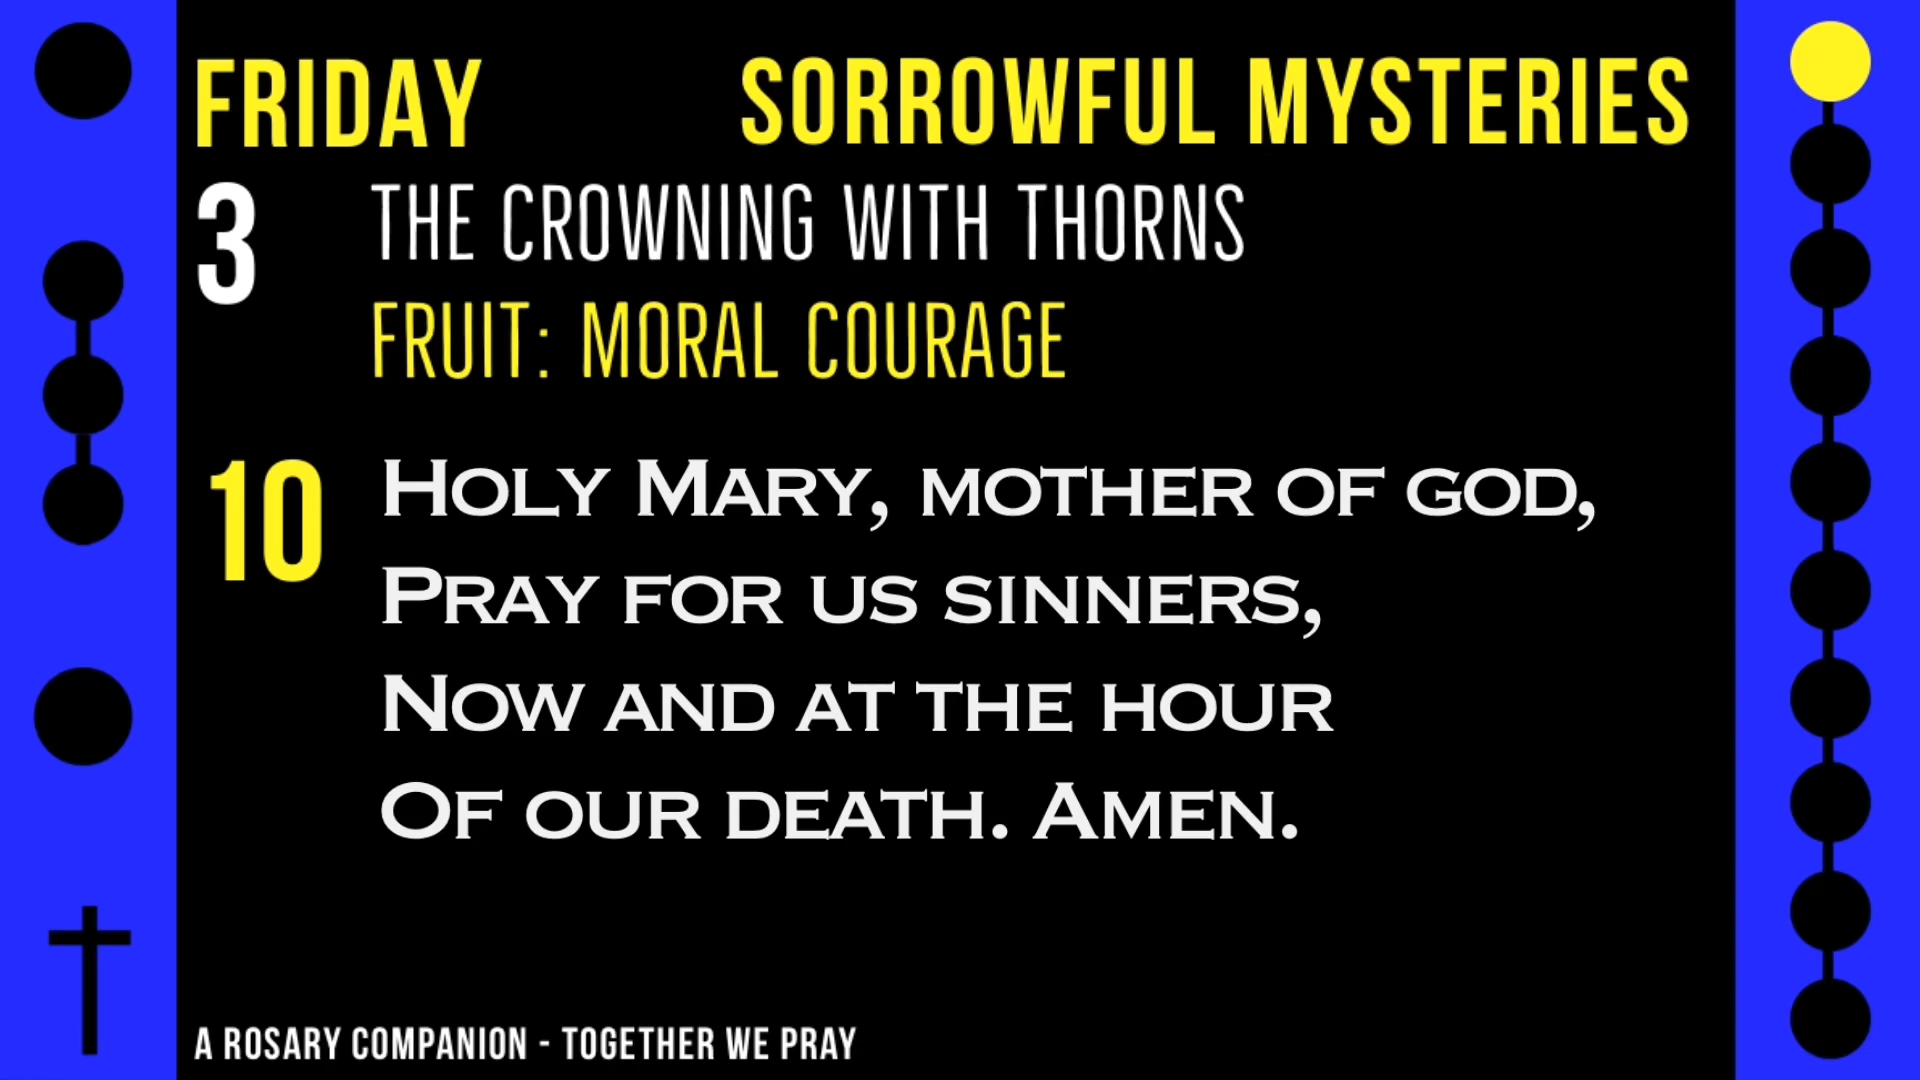 FRIDAY SORROWFUL MYSTERIES
3 THE CROWNING WITH THORNS
FRUIT: MORAL COURAGE
10 HOLY MARY, MOTHER OF GOD,
PRAY FOR US SINNERS,
NOW AND AT THE HOUR
OF OUR DEATH. AMEN.
A ROSARY COMPANION - TOGETHER WE PRAY